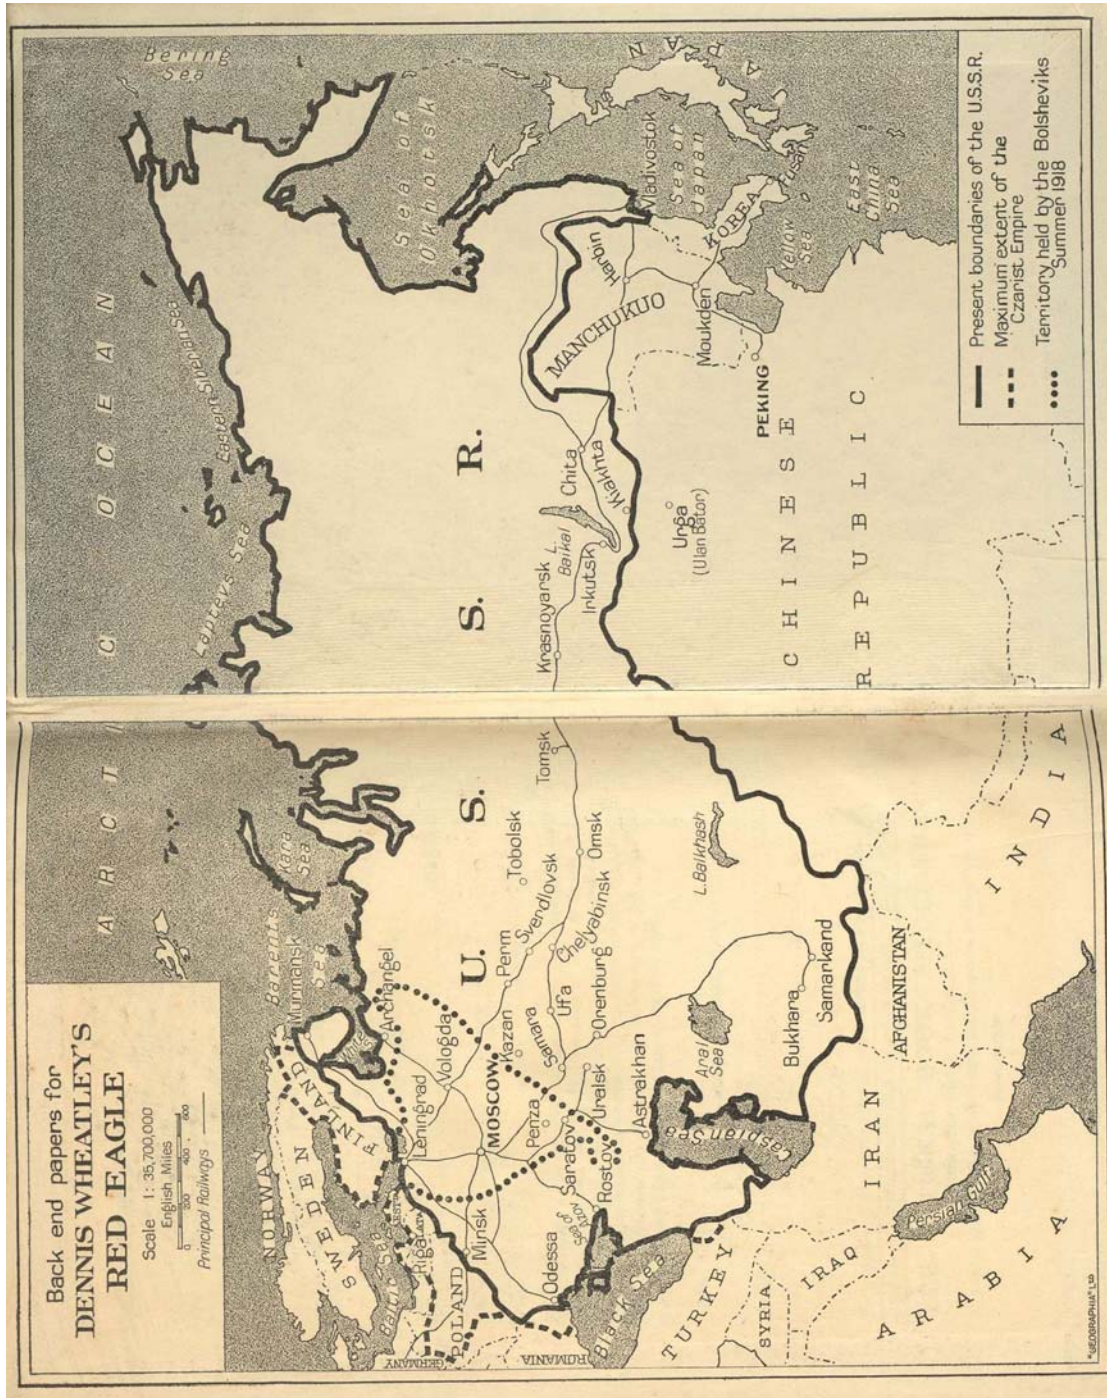 Back end papers for
DENNIS WHEATLEY'S
RED EAGLE
Scale 1: 35,700,000
English Miles
0 200 400 600
Principal Railways
A R C T I C O C E A N
Bering
Sea
Eastern Siberian Sea
Laptevs Sea
Kara
Sea
Barents
Sea
Murmansk
NORWAY
SWEDEN
FINLAND
Baltic Sea
Archangel
Leningrad
Vologda
Riga
Minsk
MOSCOW
POLAND
GERMANY
ROMANIA
Odessa
Kazan
Perm
Svendlovsk
Tobolsk
Tomsk
Krasnoyarsk
L.
Baikal
Irkutsk
Chita
Kiakhta
Penza
Samara
Ufa
Chelyabinsk
Omsk
Saratov
Uralsk
Orenburg
Rostov
Sea of
Azov
Astrakhan
Black Sea
Caspian Sea
Aral
Sea
L. Balkhash
Bukhara
Samarkand
U. S. S. R.
Sea of
Okhotsk
Vladivostok
Sea of
Japan
JAPAN
KOREA
Fusan
Yellow
Sea
East
China
Sea
MANCHUKUO
Harbin
Moukden
PEKING
Urga
(Ulan Bator)
CHINESE
REPUBLIC
TURKEY
SYRIA
IRAQ
IRAN
AFGHANISTAN
INDIA
ARABIA
Persian Gulf
Present boundaries of the U.S.S.R.
Maximum extent of the
Czarist Empire
Territory held by the Bolsheviks
Summer 1918
"GEOGRAPHIA" LTD